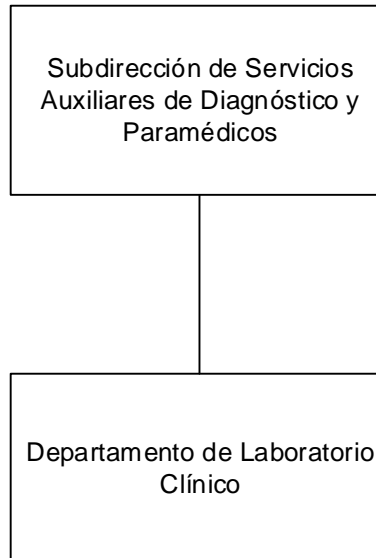 Subdirección de Servicios
Auxiliares de Diagnóstico y
Paramédicos
Departamento de Laboratorio
Clínico